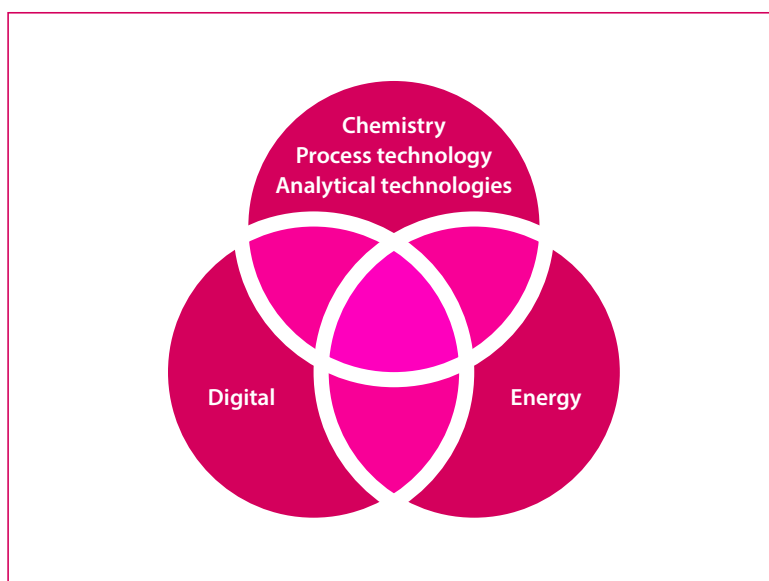 Chemistry
Process technology
Analytical technologies
Digital
Energy